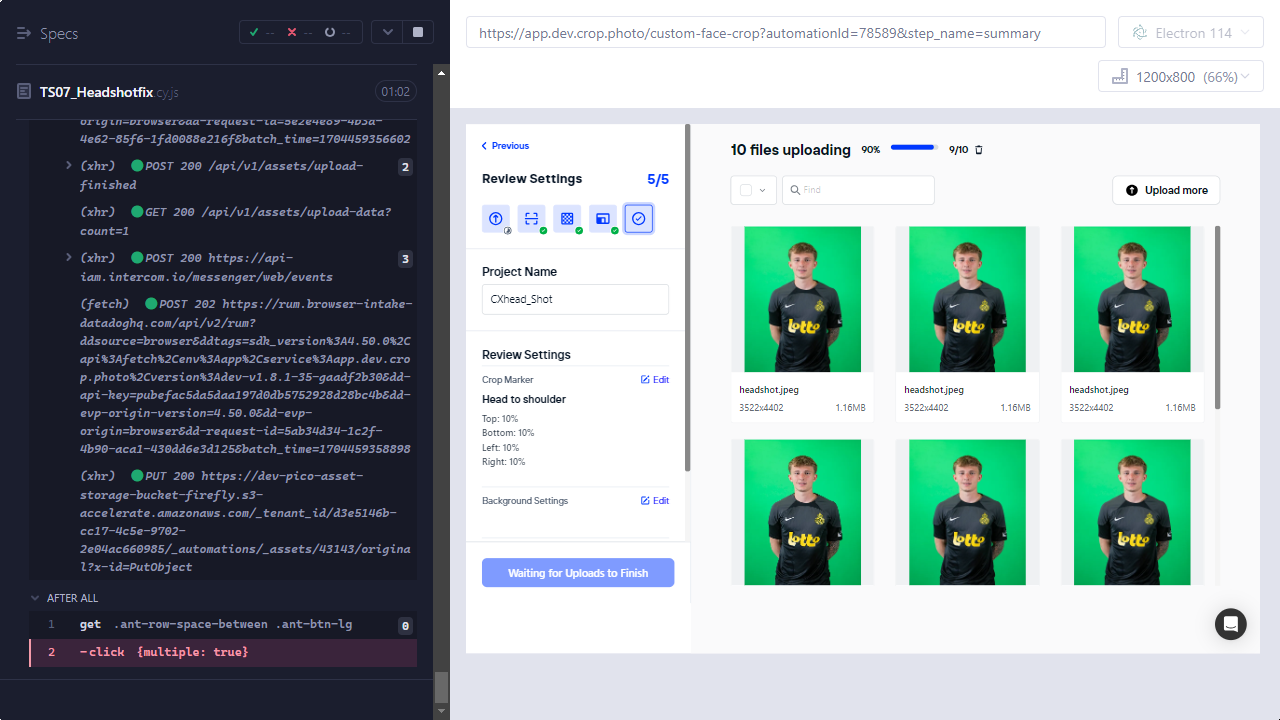 Specs
-- -- --
TS07_Headshotfix.cy.js
01:02
origin=browser&dd-request-id=5e2e4e89-4b3a-
4e62-85f6-1fd0088e216f&batch_time=1704459356602
(xhr) POST 200 /api/v1/assets/upload-
finished
2
(xhr) GET 200 /api/v1/assets/upload-data?
count=1
(xhr) POST 200 https://api-
iam.intercom.io/messenger/web/events
3
(fetch) POST 202 https://rum.browser-intake-
datadoghq.com/api/v2/rum?
ddsource=browser&ddtags=sdk_version%3A4.50.0%2C
api%3Afetch%2Cenv%3Aapp%2Cservice%3Aapp.dev.cro
p.photo%2Cversion%3Adev-v1.8.1-35-gaadf2b30&dd-
api-key=pubefac5da5daa197d0db5752928d28bc4b&dd-
evp-origin-version=4.50.0&dd-evp-
origin=browser&dd-request-id=5ab34d34-1c2f-
4b90-aca1-430dd6e3d125&batch_time=1704459358898
(xhr) PUT 200 https://dev-pico-asset-
storage-bucket-firefly.s3-
accelerate.amazonaws.com/_tenant_id/d3e5146b-
cc17-4c5e-9702-
2e04ac660985/_automations/_assets/43143/origina
l?x-id=PutObject
AFTER ALL
1 get .ant-row-space-between .ant-btn-lg 0
2 -click {multiple: true}
https://app.dev.crop.photo/custom-face-crop?automationId=78589&step_name=summary
Electron 114
1200x800 (66%)
Previous
Review Settings 5/5
Project Name
CXhead_Shot
Review Settings
Crop Marker Edit
Head to shoulder
Top: 10%
Bottom: 10%
Left: 10%
Right: 10%
Background Settings Edit
Waiting for Uploads to Finish
10 files uploading 90% 9/10
Find
Upload more
lotto lotto lotto
headshot.jpeg headshot.jpeg headshot.jpeg
3522x4402 1.16MB 3522x4402 1.16MB 3522x4402 1.16MB
lotto lotto lotto